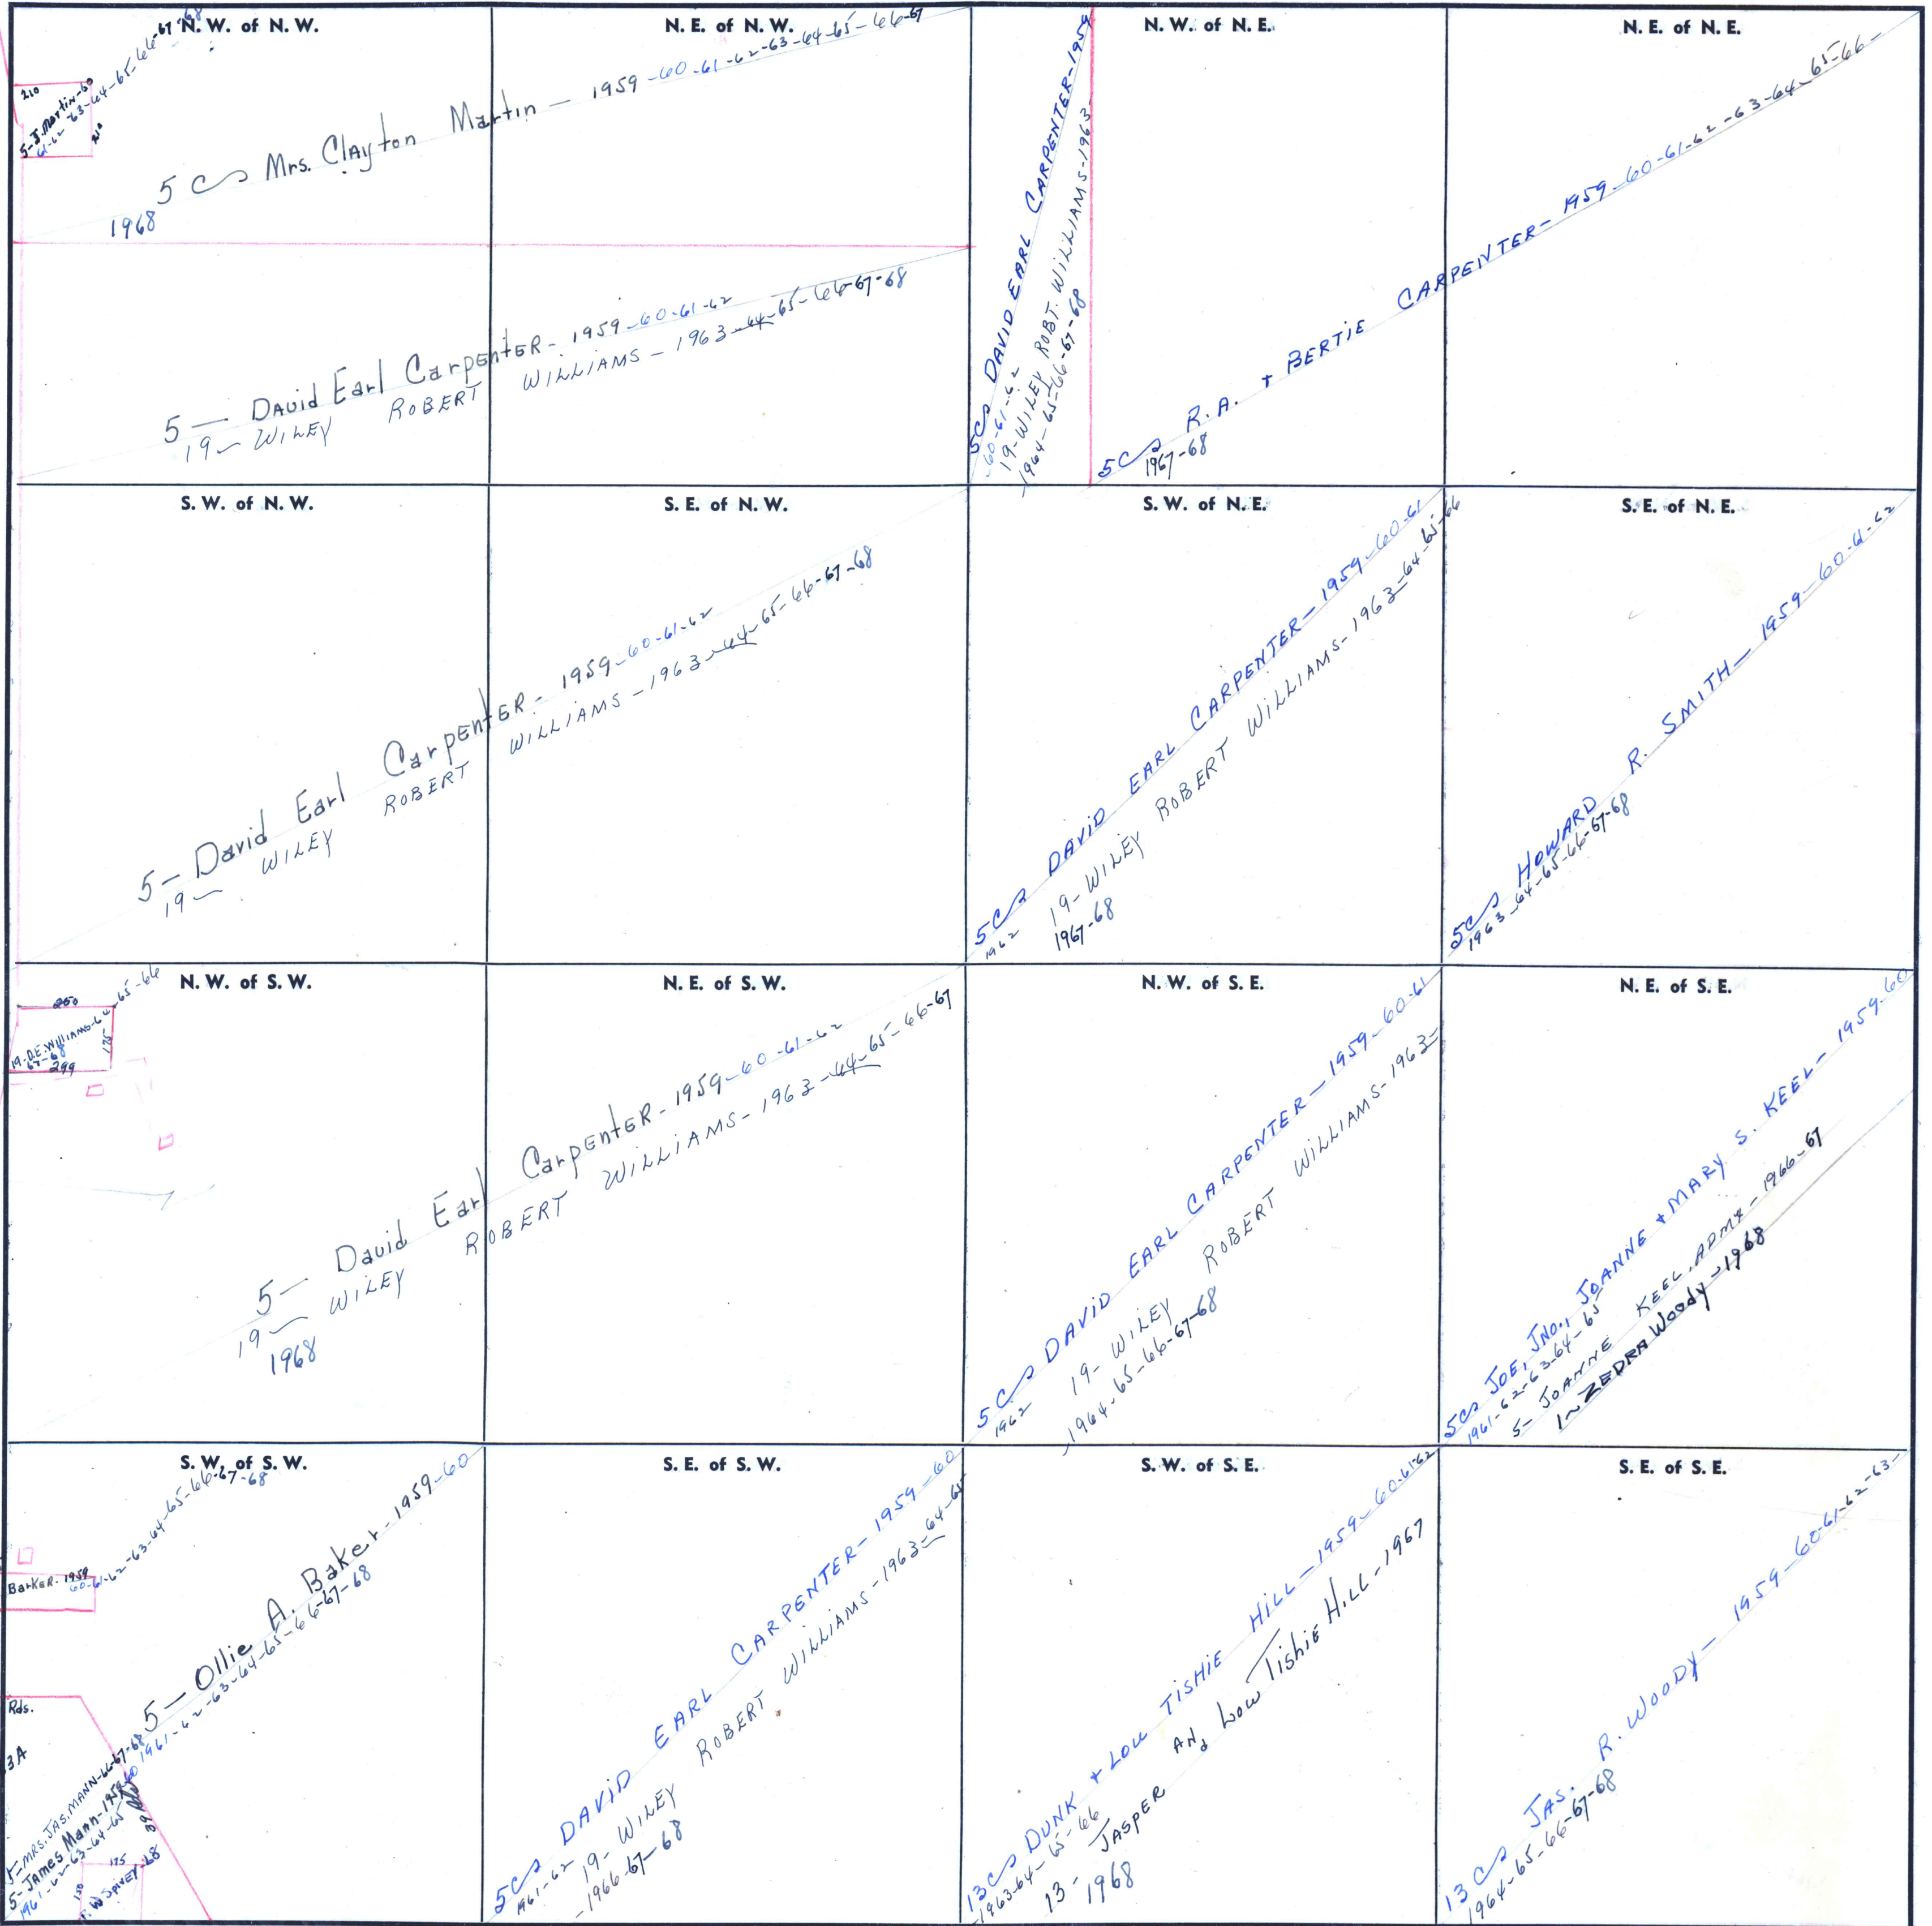 N. W. of N. W.
67-68
210
5-J. Martin-60
61-62-63-64-65-66
210
N. E. of N. W.
5 Mrs. Clayton Martin - 1959-60-61-62-63-64-65-66-67
1968
5 - David Earl Carpenter - 1959-60-61-62
19 - WILEY ROBERT WILLIAMS - 1963-64-65-66-67-68
N. W. of N. E.
5 DAVID EARL CARPENTER-1959
60-61-62
19-WILEY ROBT. WILLIAMS-1963-
1964-65-66-67-68
N. E. of N. E.
5 R.A. + BERTIE CARPENTER-1959-60-61-62-63-64-65-66-
1967-68
S. W. of N. W.
S. E. of N. W.
5 - David Earl Carpenter - 1959-60-61-62
19 - WILEY ROBERT WILLIAMS - 1963-64-65-66-67-68
S. W. of N. E.
5 DAVID EARL CARPENTER - 1959-60-61
1962
19-WILEY ROBERT WILLIAMS-1963-64-65-66
1967-68
S. E. of N. E.
5 HOWARD R. SMITH - 1959-60-61-62
1963-64-65-66-67-68
N. W. of S. W.
19-D.E. WILLIAMS-64-65-66
67-68
175
299
N. E. of S. W.
5 - David Earl Carpenter - 1959-60-61-62
19 - WILEY ROBERT WILLIAMS - 1963-64-65-66-67
1968
N. W. of S. E.
5 DAVID EARL CARPENTER - 1959-60-61
1962
19- WILEY ROBERT WILLIAMS-1963-
1964-65-66-67-68
N. E. of S. E.
5 JOE, JNO., JOANNE + MARY S. KEEL - 1959-60
1961-62-63-64-65
5- JOANNE KEEL, ADMX - 1966-67
1- ZEDRA Woody - 1968
S. W. of S. W.
Barker-1959
60-61-62-63-64-65-66-67-68
5 - Ollie A. Baker - 1959-60
1961-62-63-64-65-66-67-68
Rds.
3A
5-MRS. JAS. MANN-66-67-68
5-James Mann-1959-60
1961-62-63-64-65
175
150
W Spivey-68
S. E. of S. W.
5 DAVID EARL CARPENTER - 1959-60
1961-62
19- WILEY ROBERT WILLIAMS-1963-64-65
-1966-67-68
S. W. of S. E.
13 DUNK + LOU TISHIE HILL - 1959-60-61-62
-1963-64-65-66
13- JASPER And Low Tishie Hill - 1967
1968
S. E. of S. E.
13 JAS. R. WOODY - 1959-60-61-62-63-
1964-65-66-67-68